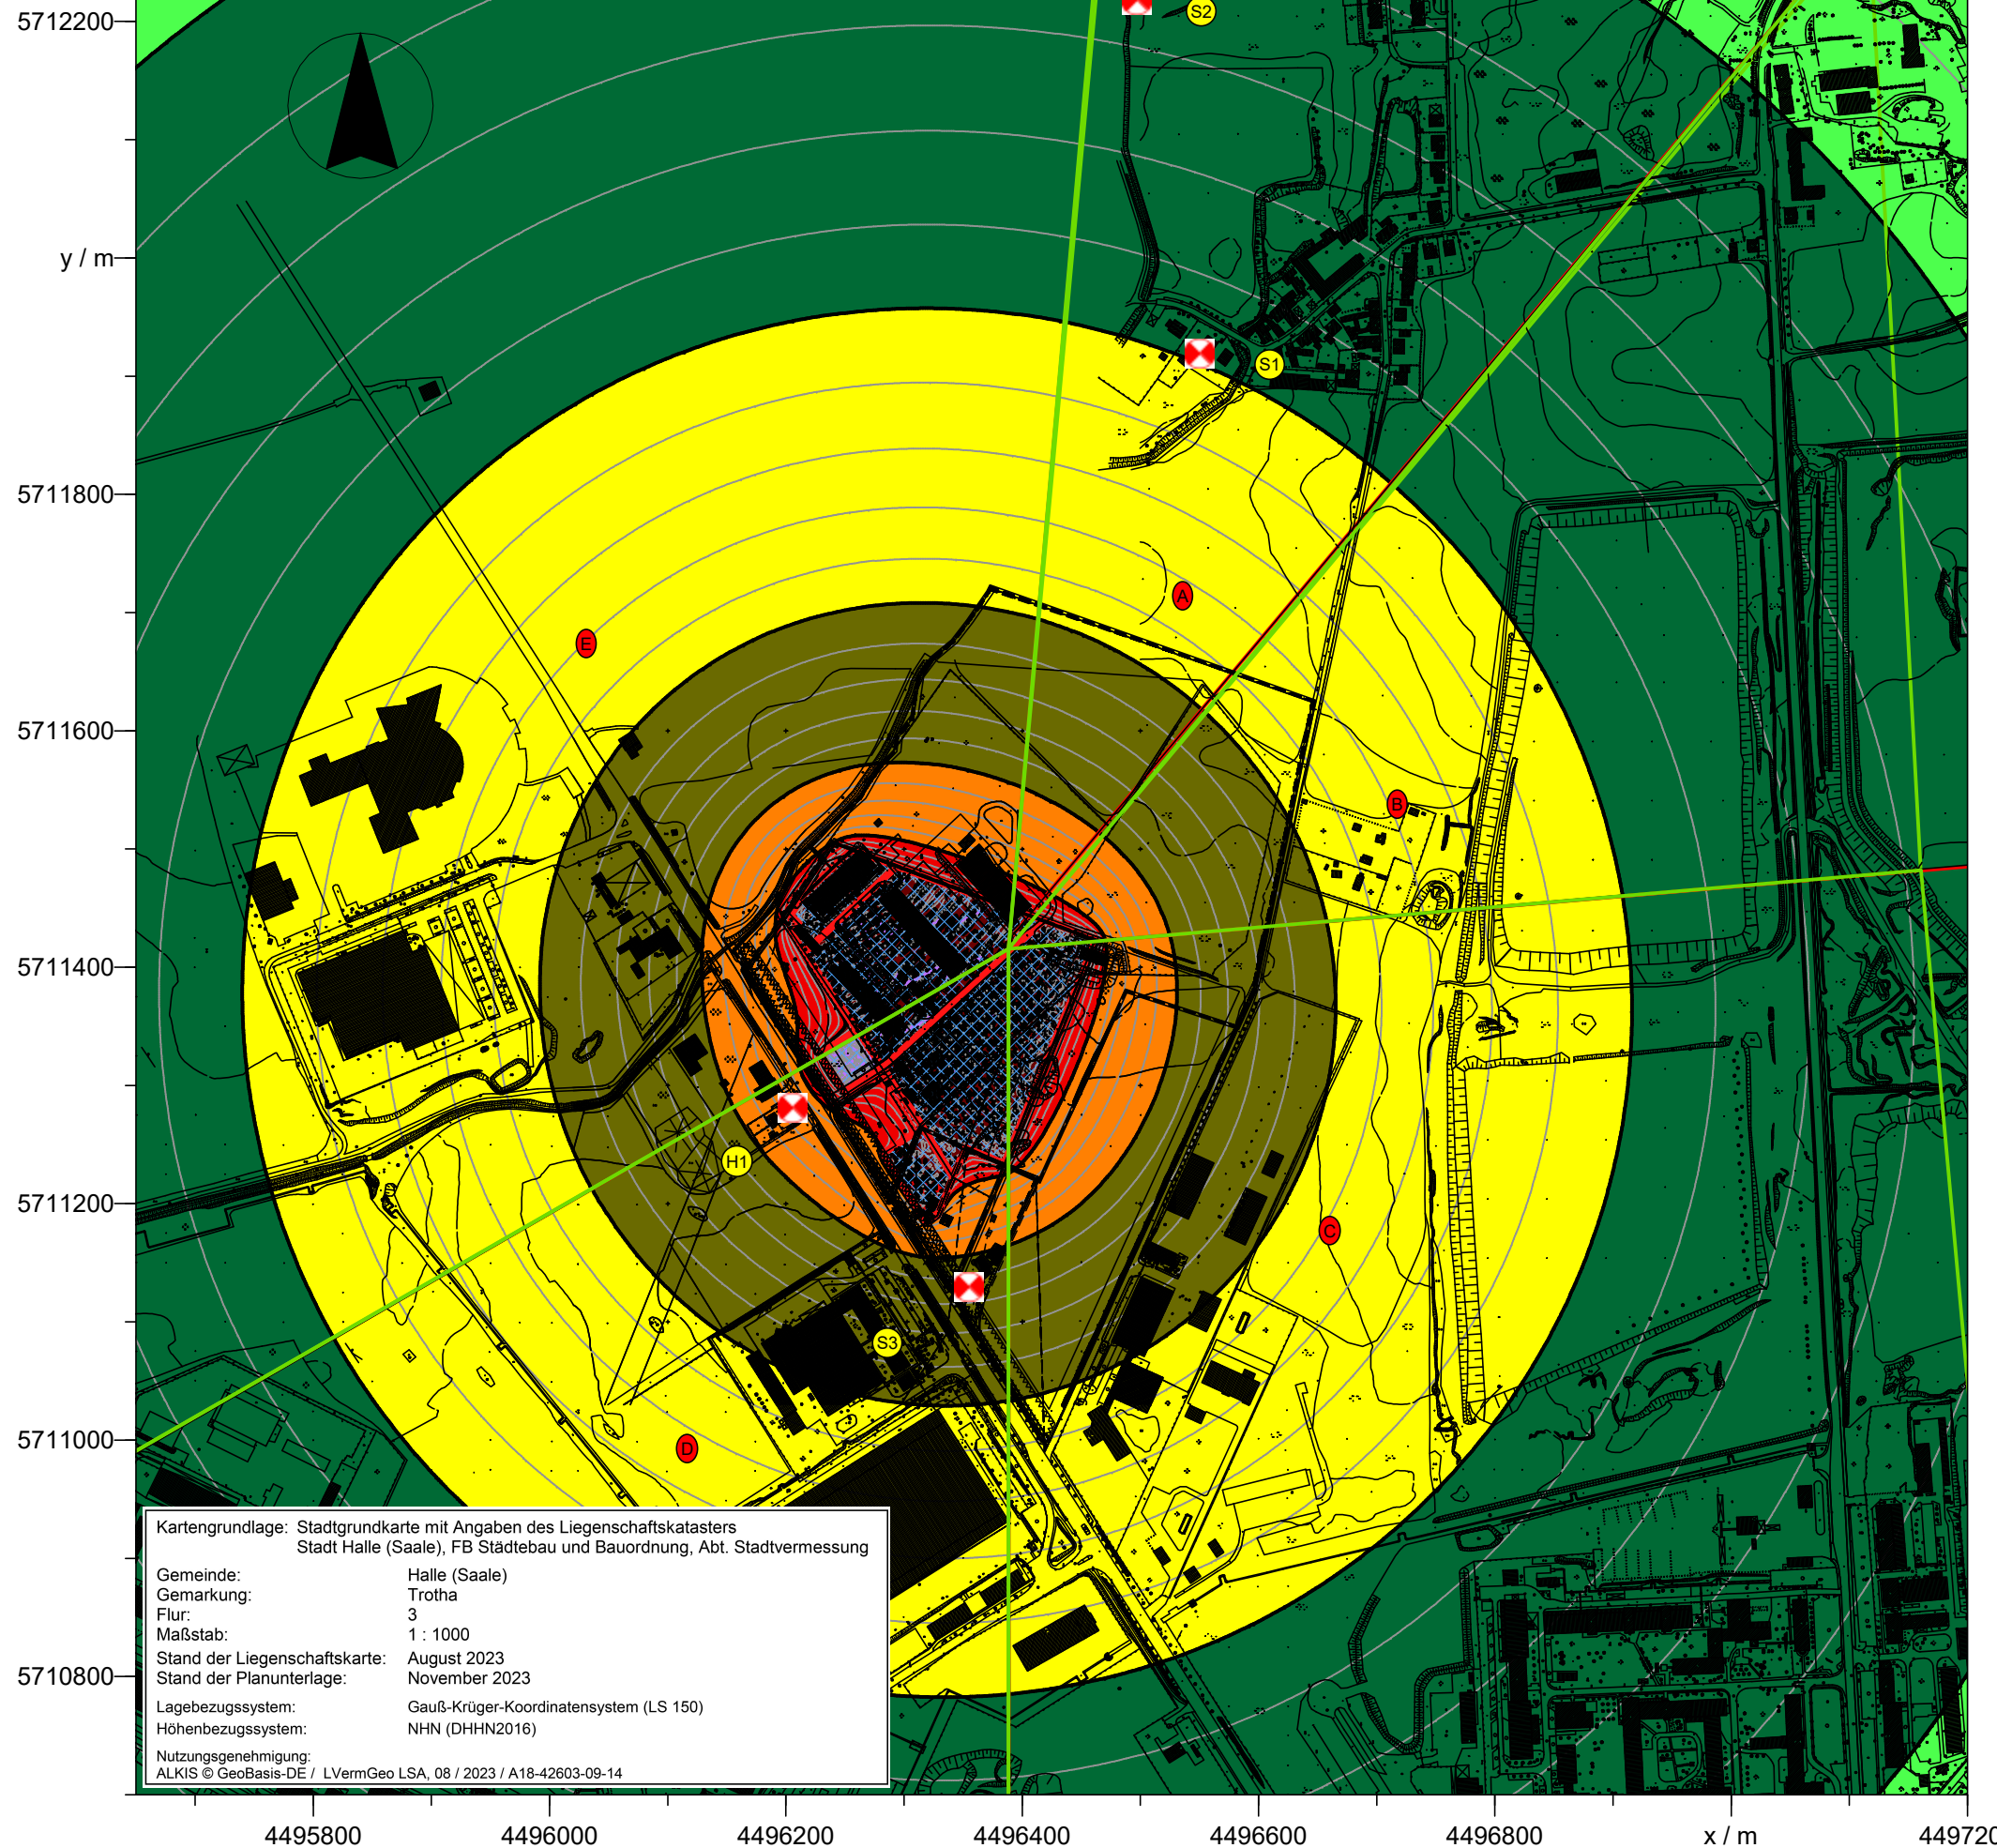 5712200
S2
y / m
S1
5711800
A
E
5711600
B
5711400
H1
5711200
C
S3
5711000
D
Kartengrundlage: Stadtgrundkarte mit Angaben des Liegenschaftskatasters
Stadt Halle (Saale), FB Städtebau und Bauordnung, Abt. Stadtvermessung
Gemeinde: Halle (Saale)
Gemarkung: Trotha
Flur: 3
Maßstab: 1 : 1000
Stand der Liegenschaftskarte: August 2023
Stand der Planunterlage: November 2023
Lagebezugssystem: Gauß-Krüger-Koordinatensystem (LS 150)
Höhenbezugssystem: NHN (DHHN2016)
Nutzungsgenehmigung:
ALKIS © GeoBasis-DE / LVermGeo LSA, 08 / 2023 / A18-42603-09-14
5710800
4495800 4496000 4496200 4496400 4496600 4496800 x / m 449720